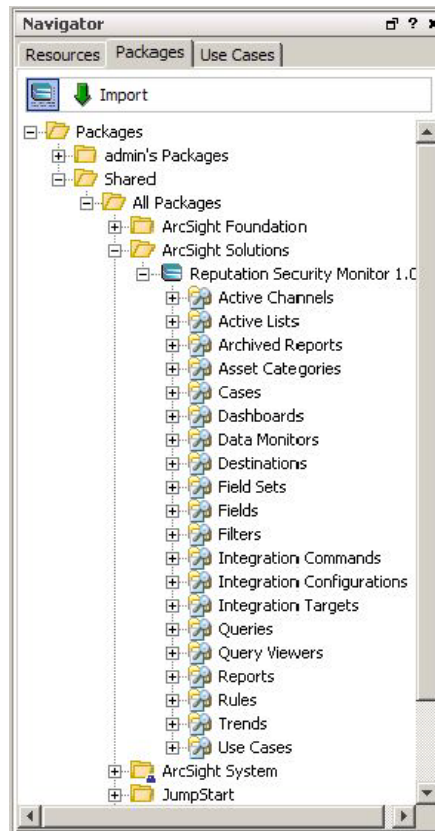 Navigator
Resources Packages Use Cases
Import
Packages
admin's Packages
Shared
All Packages
ArcSight Foundation
ArcSight Solutions
Reputation Security Monitor 1.0
Active Channels
Active Lists
Archived Reports
Asset Categories
Cases
Dashboards
Data Monitors
Destinations
Field Sets
Fields
Filters
Integration Commands
Integration Configurations
Integration Targets
Queries
Query Viewers
Reports
Rules
Trends
Use Cases
ArcSight System
JumpStart